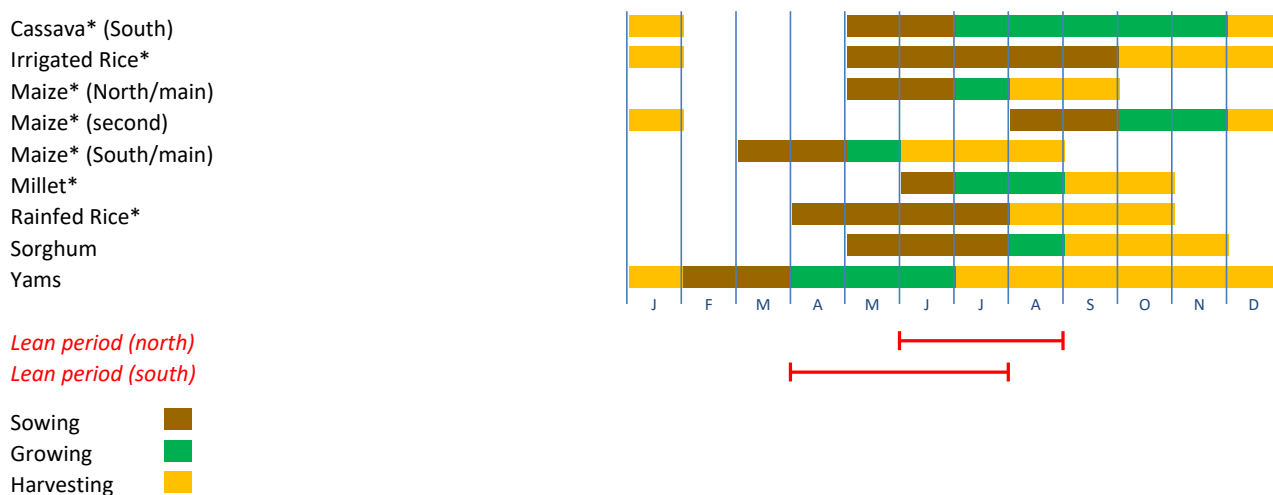 Cassava* (South)
Irrigated Rice*
Maize* (North/main)
Maize* (second)
Maize* (South/main)
Millet*
Rainfed Rice*
Sorghum
Yams
J F M A M J J A S O N D
Lean period (north)
Lean period (south)
Sowing
Growing
Harvesting